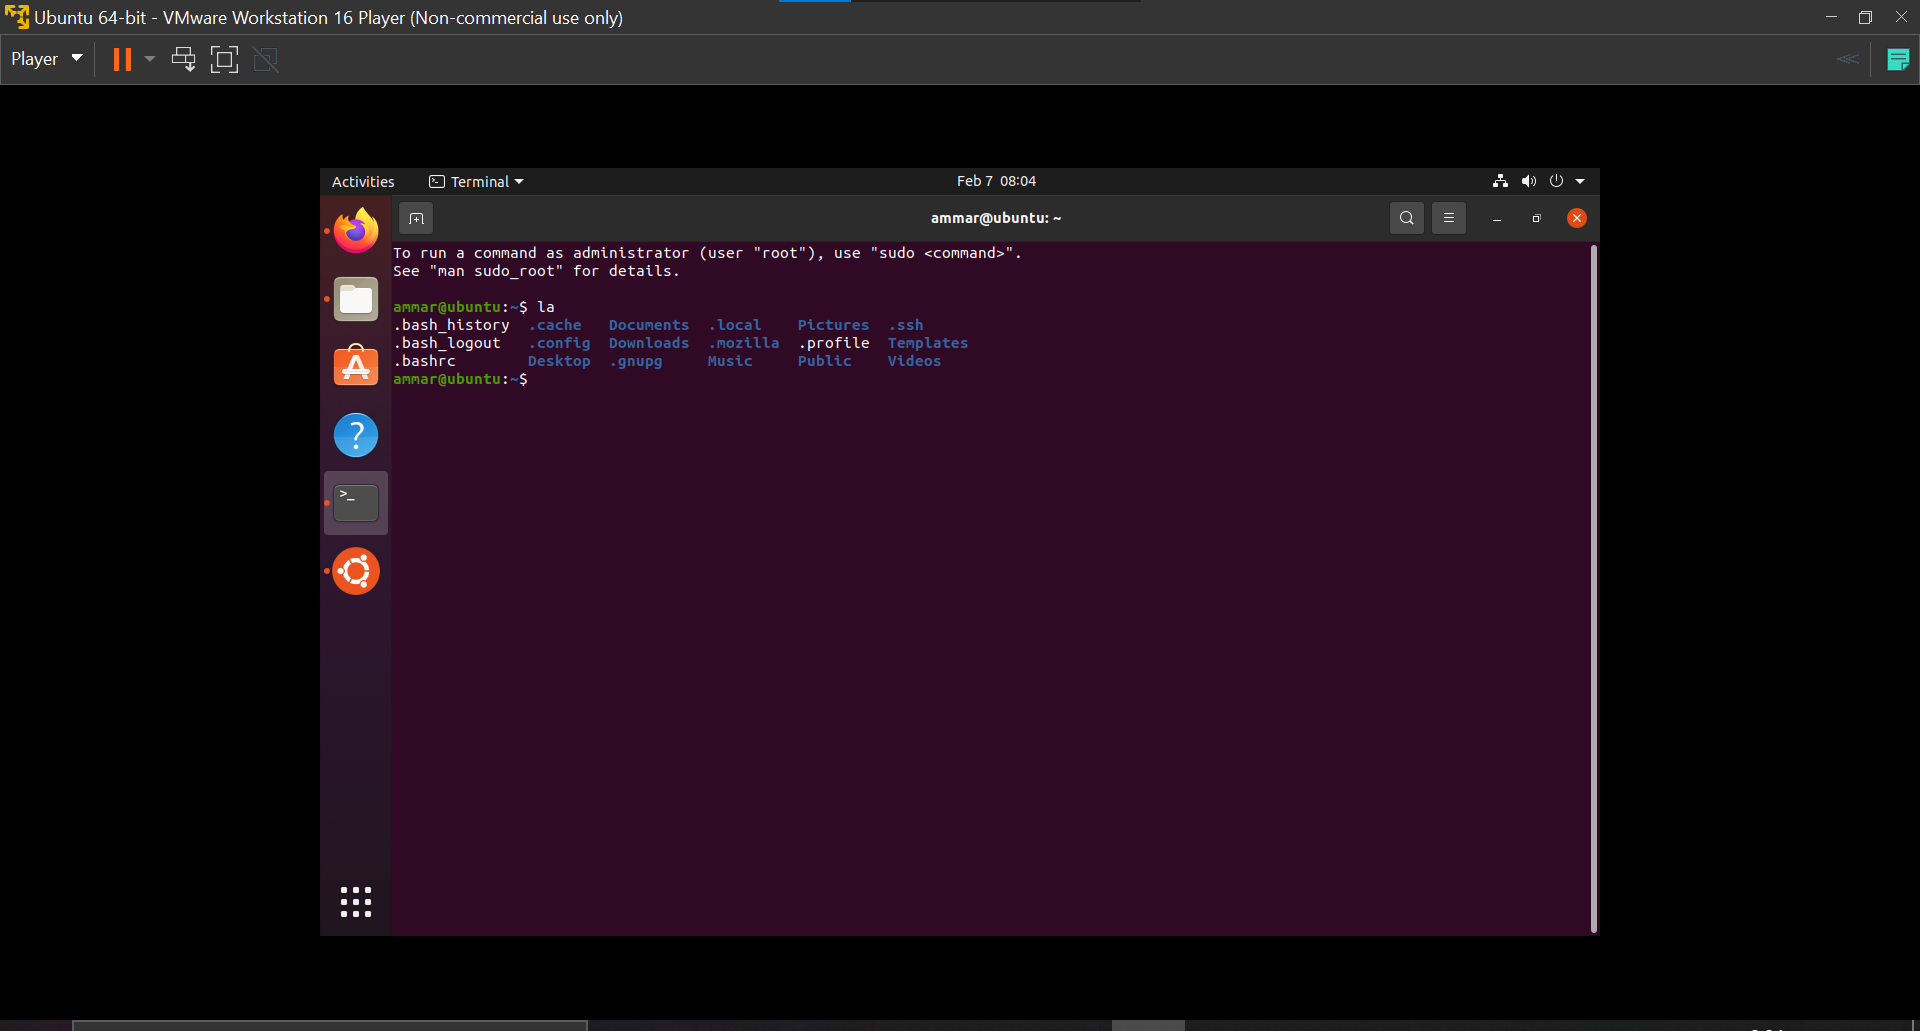 Ubuntu 64-bit - VMware Workstation 16 Player (Non-commercial use only)
Player
Activities Terminal Feb 7 08:04
ammar@ubuntu: ~
To run a command as administrator (user "root"), use "sudo <command>".
See "man sudo_root" for details.
ammar@ubuntu:~$ la
.bash_history .cache Documents .local Pictures .ssh
.bash_logout .config Downloads .mozilla .profile Templates
.bashrc Desktop .gnupg Music Public Videos
ammar@ubuntu:~$